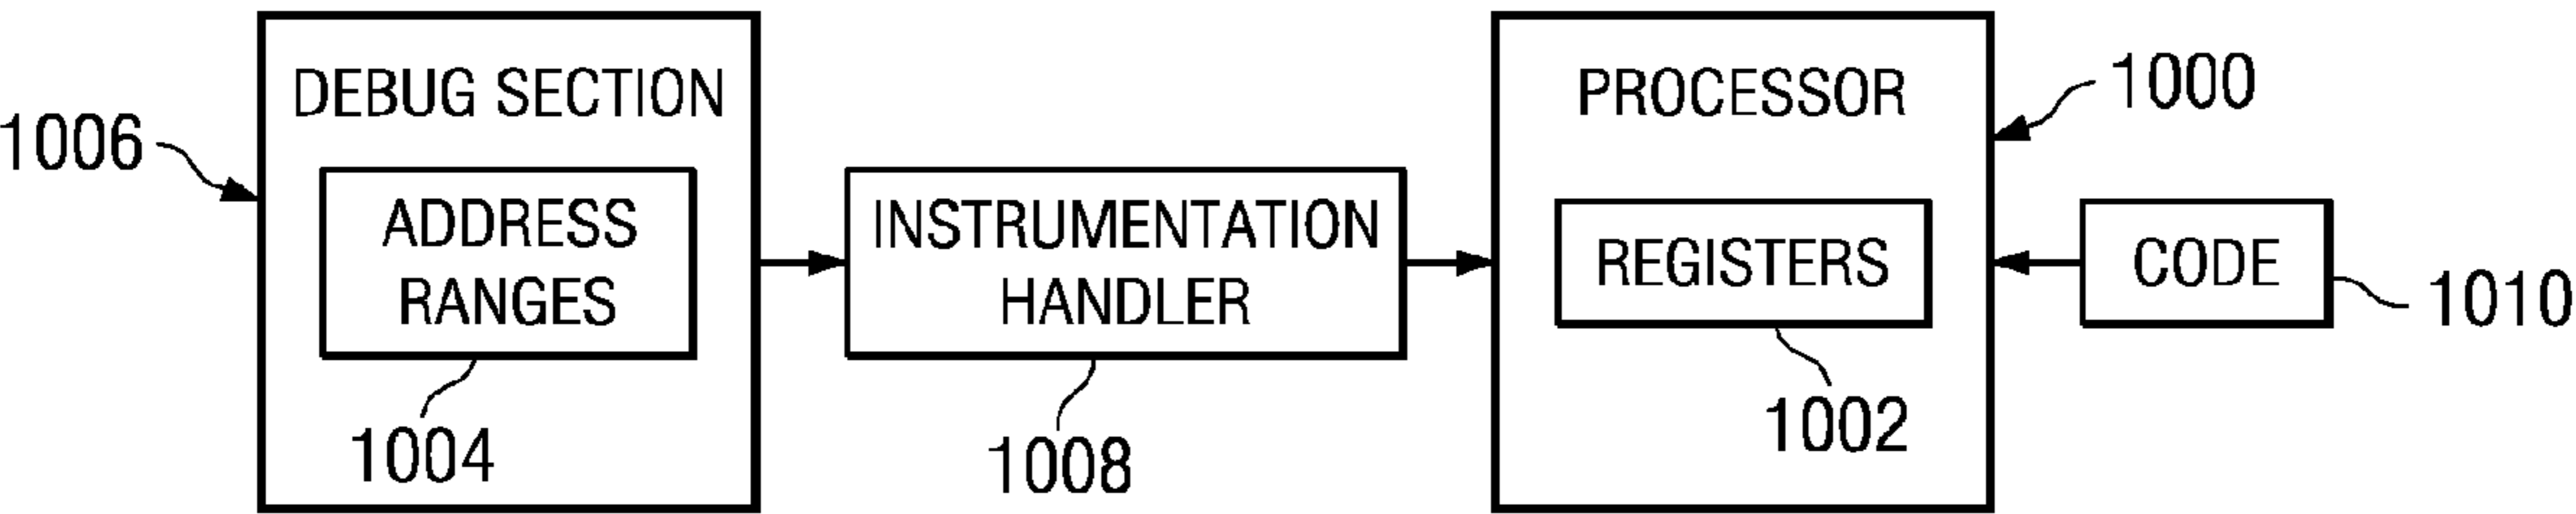 DEBUG SECTION
1006
ADDRESS
RANGES
1004
INSTRUMENTATION
HANDLER
1008
PROCESSOR
1000
REGISTERS
1002
CODE
1010